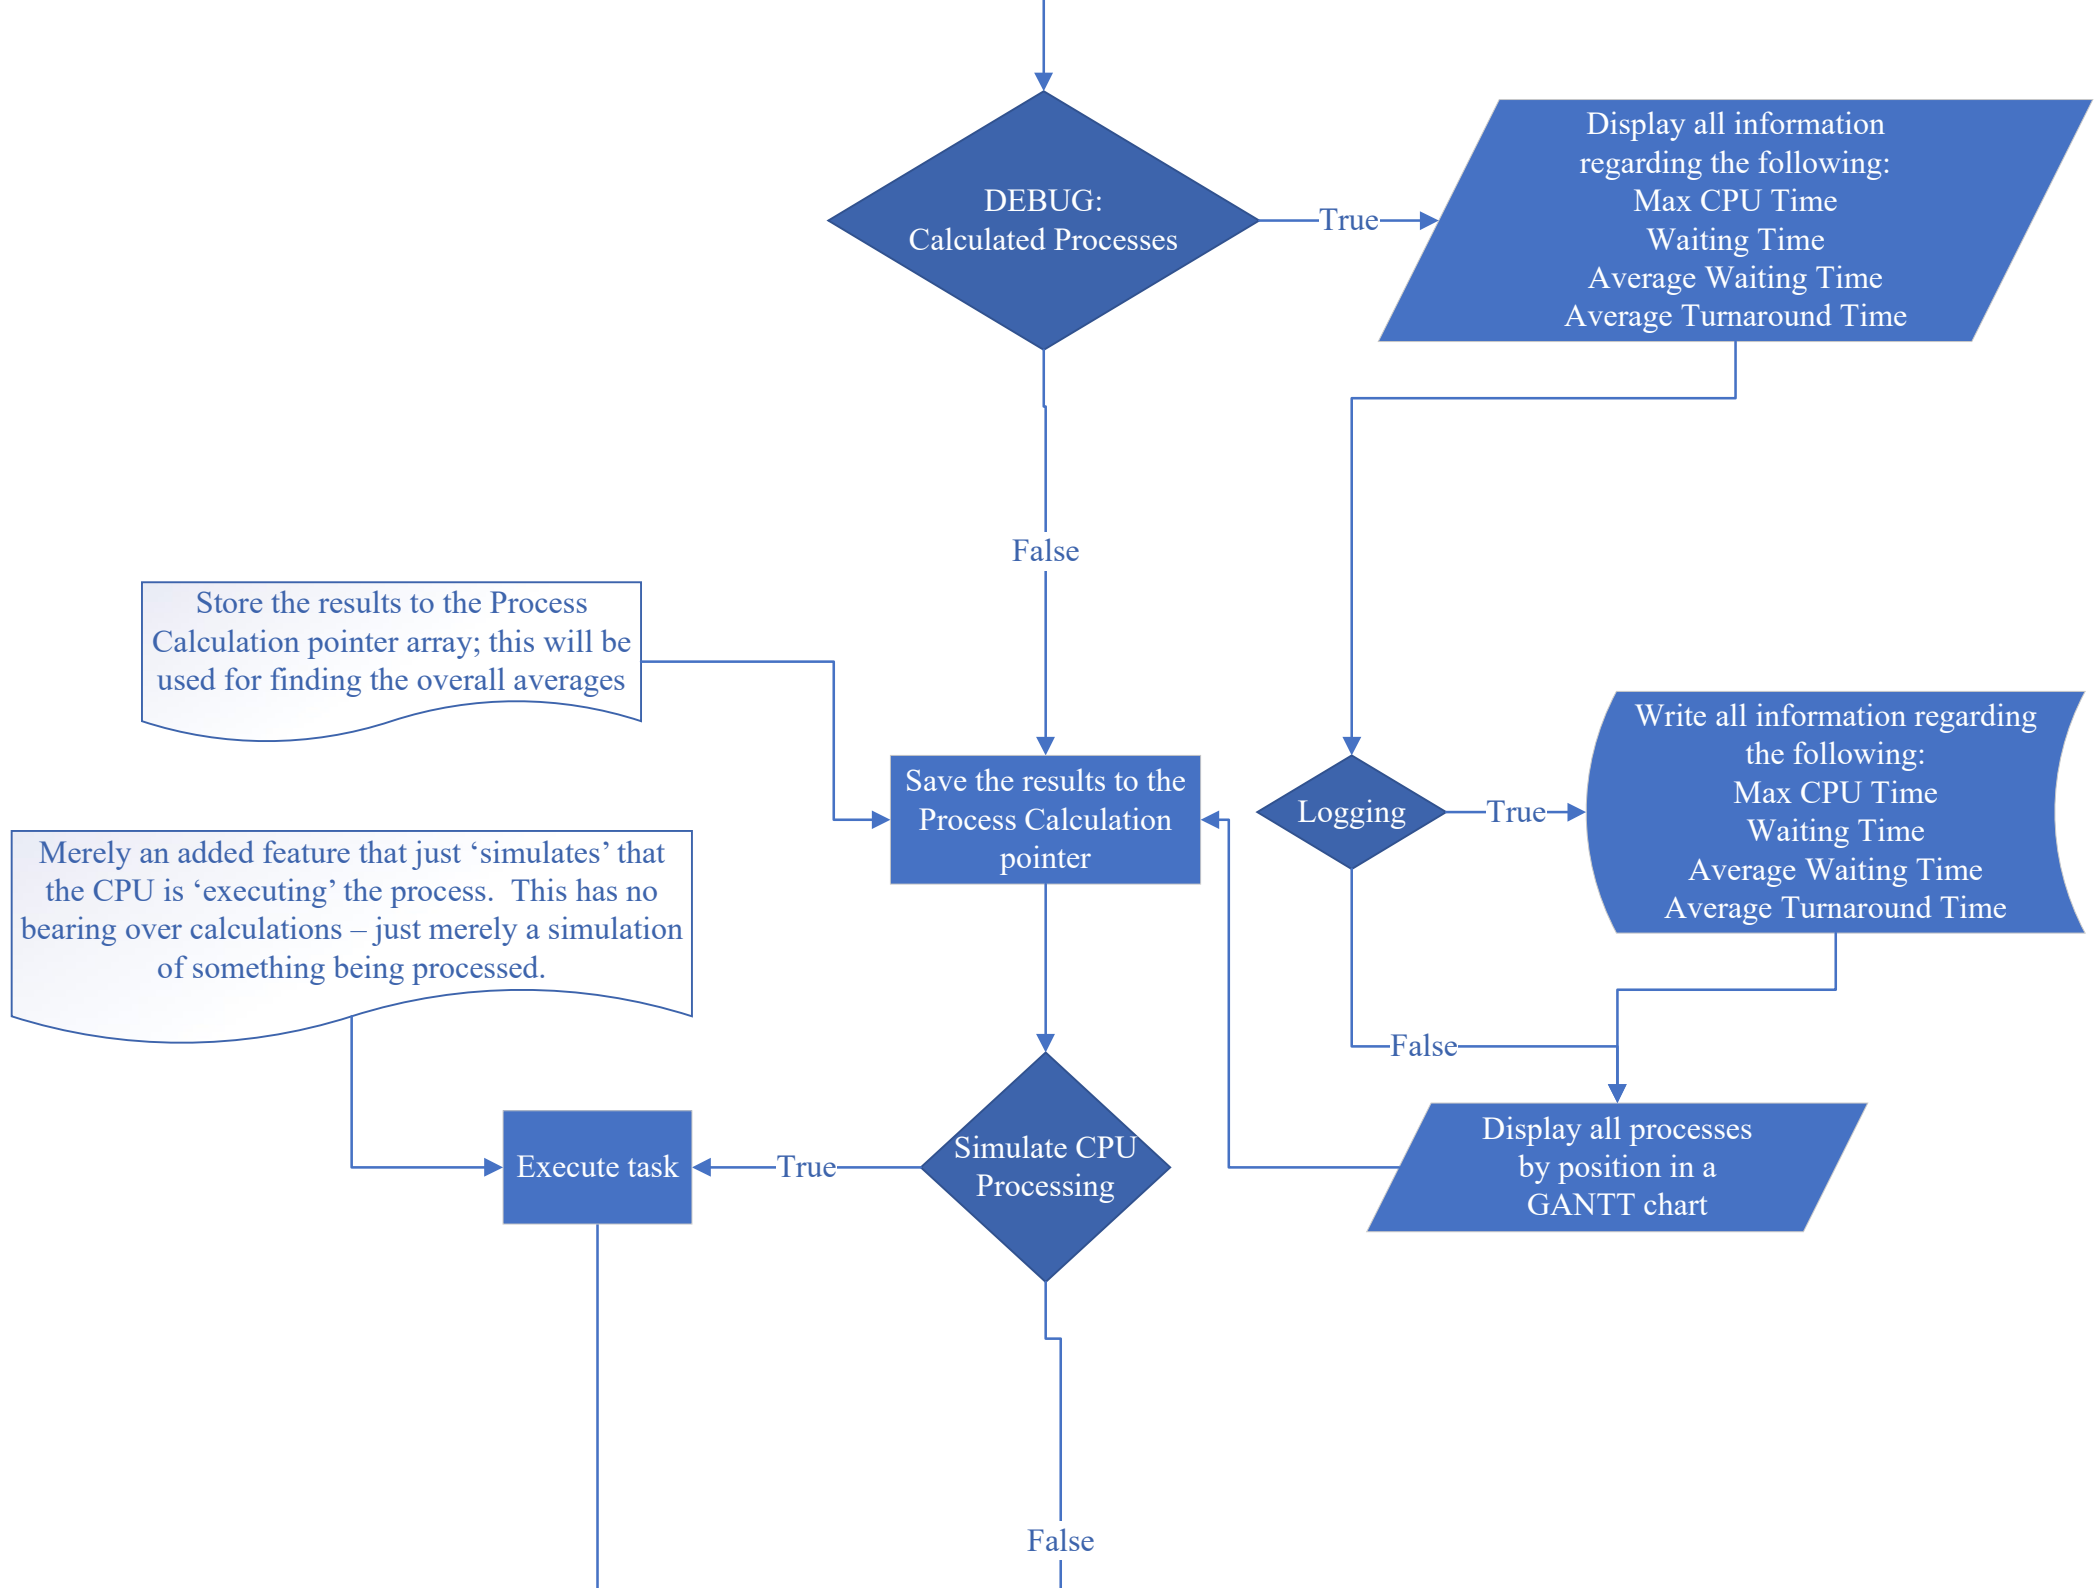 DEBUG:
Calculated Processes
True
Display all information
regarding the following:
Max CPU Time
Waiting Time
Average Waiting Time
Average Turnaround Time
False
Store the results to the Process
Calculation pointer array; this will be
used for finding the overall averages
Save the results to the
Process Calculation
pointer
Logging
True
Write all information regarding
the following:
Max CPU Time
Waiting Time
Average Waiting Time
Average Turnaround Time
Merely an added feature that just ‘simulates’ that
the CPU is ‘executing’ the process.  This has no
bearing over calculations – just merely a simulation
of something being processed.
False
Execute task
True
Simulate CPU
Processing
Display all processes
by position in a
GANTT chart
False